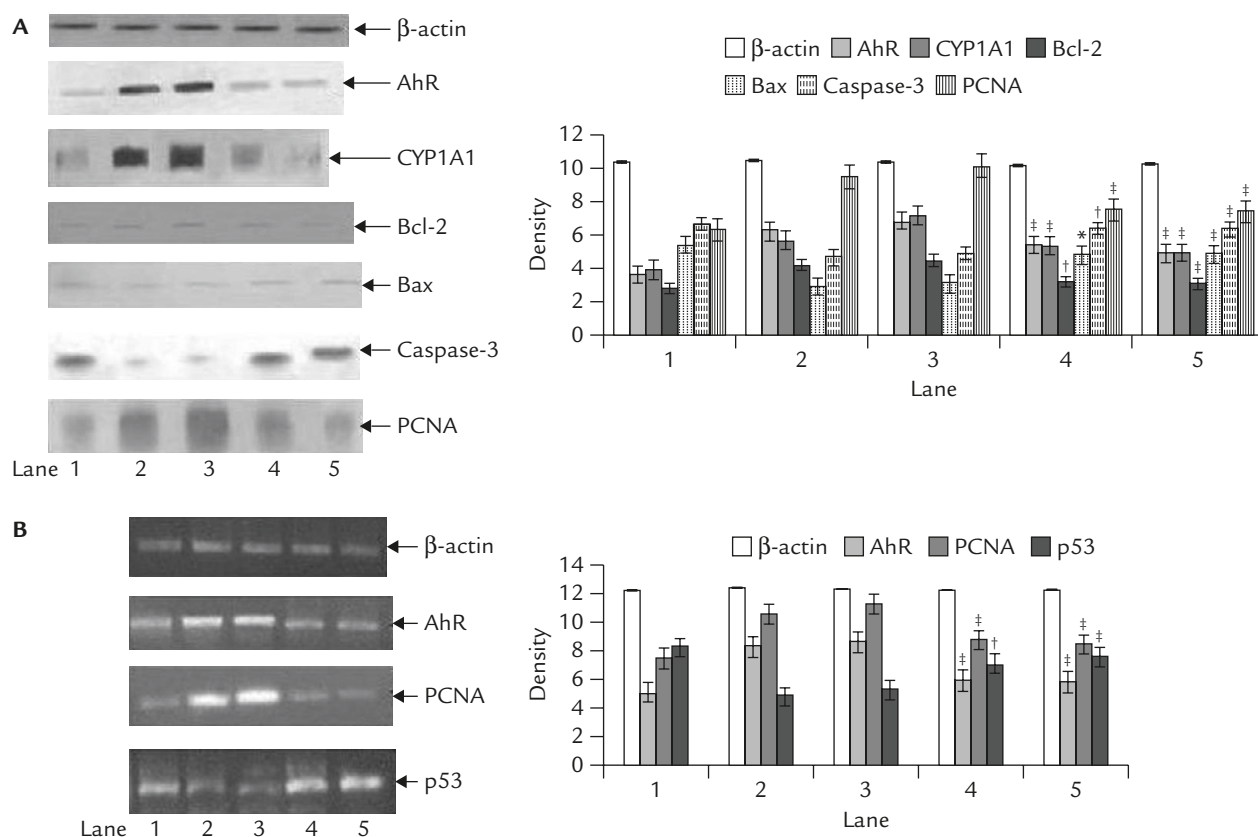 A
β-actin
AhR
CYP1A1
Bcl-2
Bax
Caspase-3
PCNA
Lane 1 2 3 4 5
β-actin AhR CYP1A1 Bcl-2
Bax Caspase-3 PCNA
Density
12
10
8
6
4
2
0
‡ ‡ † * † ‡
‡ ‡ ‡ ‡ ‡ ‡
1 2 3 4 5
Lane
B
β-actin
AhR
PCNA
p53
Lane 1 2 3 4 5
β-actin AhR PCNA p53
Density
14
12
10
8
6
4
2
0
‡ ‡ †
‡ ‡ ‡
1 2 3 4 5
Lane